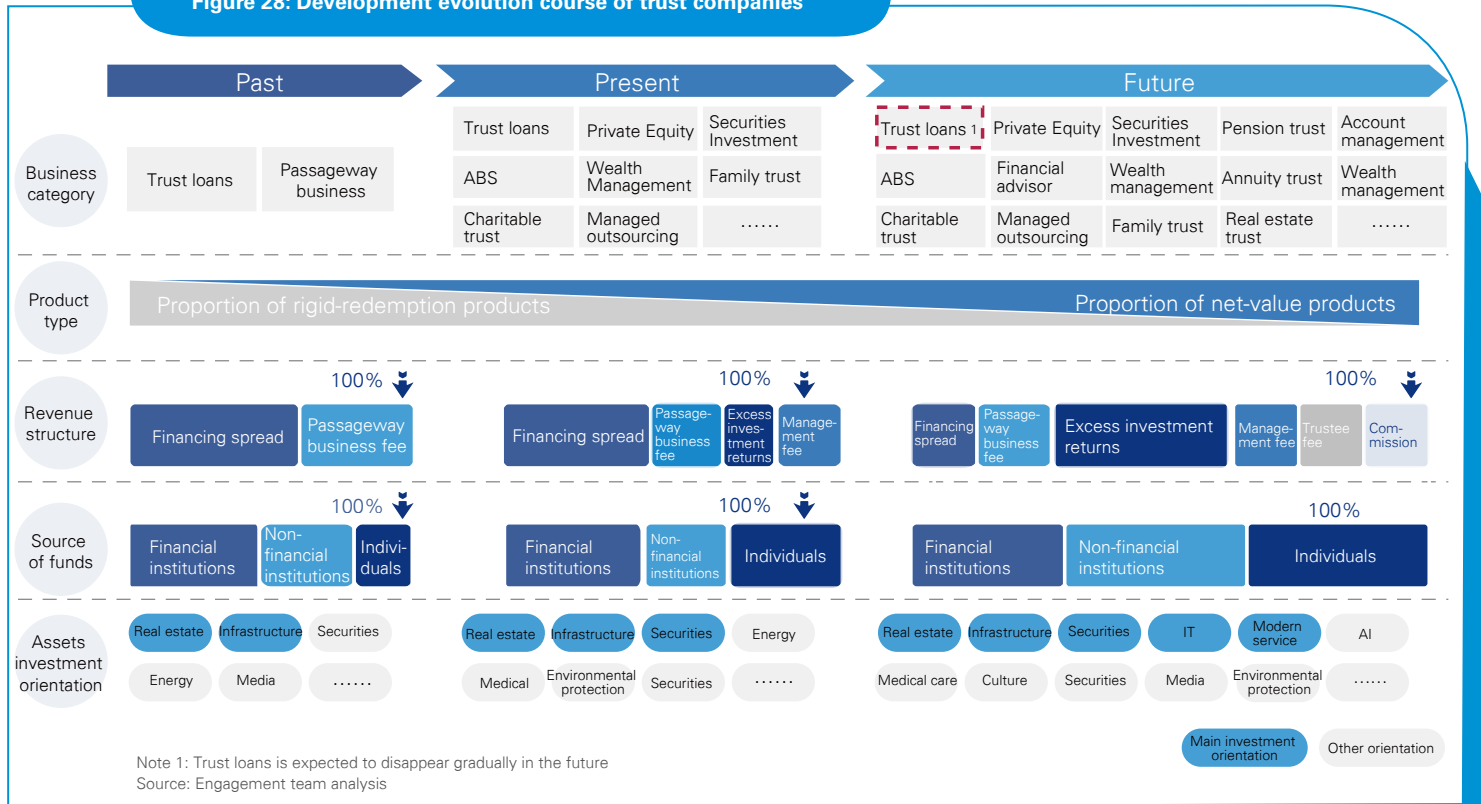 Figure 28: Development evolution course of trust companies
Past
Present
Future
Business
category
Trust loans
Passageway
business
Trust loans
Private Equity
Securities
Investment
ABS
Wealth
Management
Family trust
Charitable
trust
Managed
outsourcing
......
Trust loans 1
Private Equity
Securities
Investment
Pension trust
Account
management
ABS
Financial
advisor
Wealth
management
Annuity trust
Wealth
management
Charitable
trust
Managed
outsourcing
Family trust
Real estate
trust
......
Product
type
Proportion of rigid-redemption products
Proportion of net-value products
Revenue
structure
100%
Financing spread
Passageway
business fee
100%
Financing spread
Passage-
way
business
fee
Excess
inves-
tment
returns
Manage-
ment
fee
100%
Financing
spread
Passage-
way
business
fee
Excess investment
returns
Manage-
ment fee
Trustee
fee
Com-
mission
Source
of funds
100%
Financial
institutions
Non-
financial
institutions
Indivi-
duals
100%
Financial
institutions
Non-
financial
institutions
Individuals
100%
Financial
institutions
Non-financial
institutions
Individuals
Assets
investment
orientation
Real estate
Infrastructure
Securities
Energy
Media
......
Real estate
Infrastructure
Securities
Energy
Medical
Environmental
protection
Securities
......
Real estate
Infrastructure
Securities
IT
Modern
service
AI
Medical care
Culture
Securities
Media
Environmental
protection
......
Main investment
orientation
Other orientation
Note 1: Trust loans is expected to disappear gradually in the future
Source: Engagement team analysis